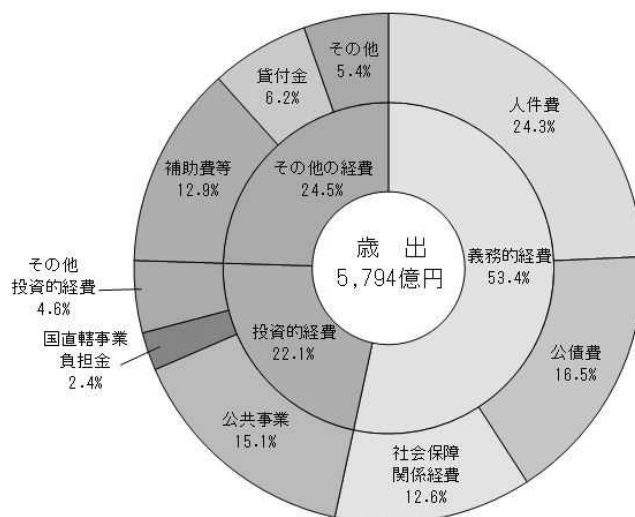 歳　出
5,794億円
義務的経費
53.4%
人件費
24.3%
公債費
16.5%
社会保障
関係経費
12.6%
投資的経費
22.1%
公共事業
15.1%
国直轄事業
負担金
2.4%
その他
投資的経費
4.6%
その他の経費
24.5%
補助費等
12.9%
貸付金
6.2%
その他
5.4%